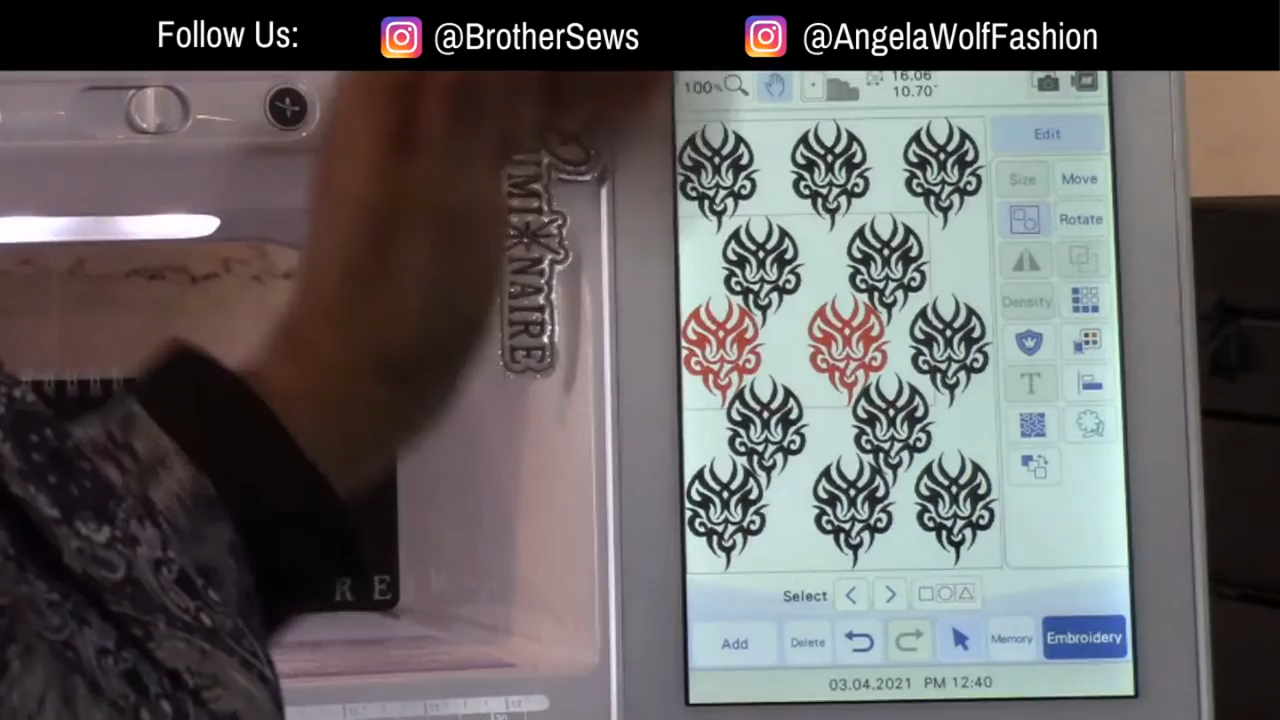 Follow Us: @BrotherSews @AngelaWolfFashion
100%
16.06"
10.70"
Edit
Size Move
Rotate
Density
T
Select
Add Delete Memory Embroidery
03.04.2021 PM 12:40
NAIRE
R E